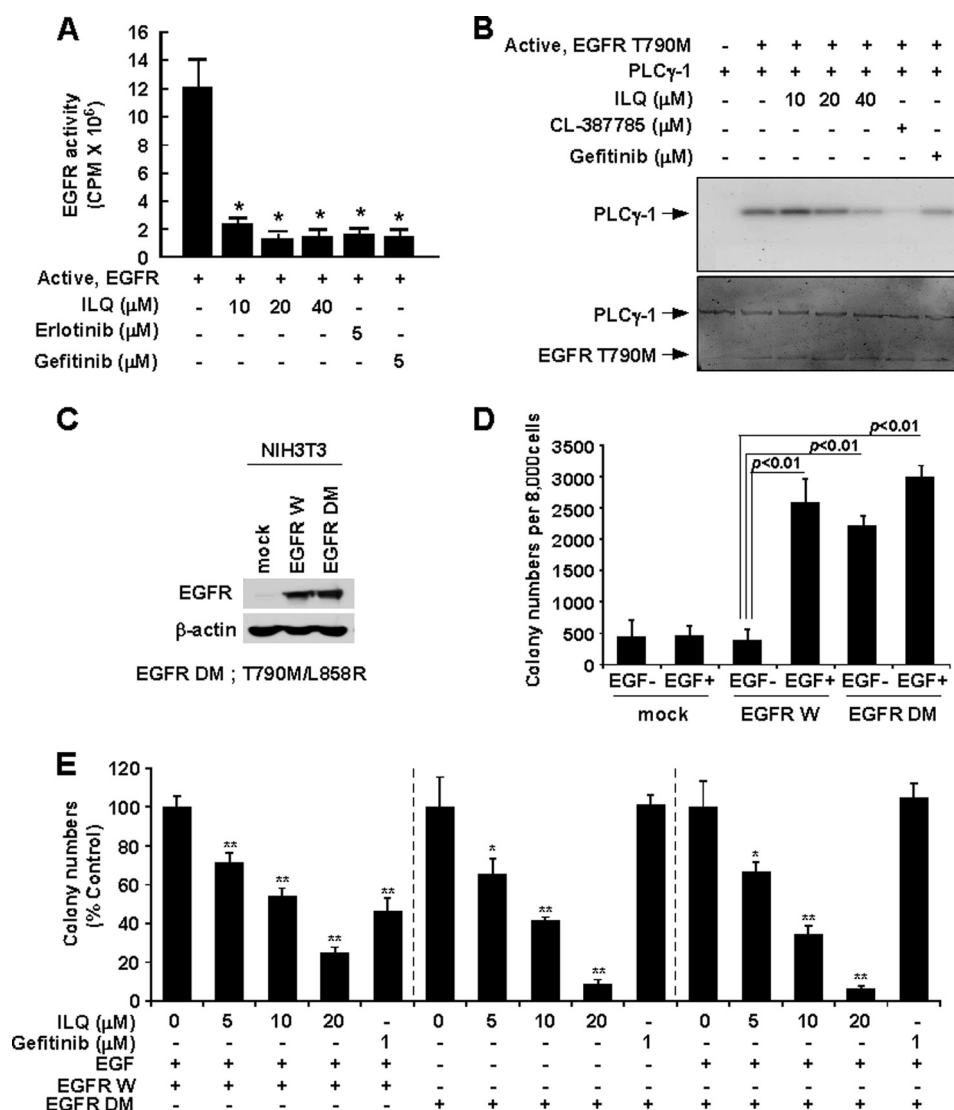 A
EGFR activity
(CPM X 10⁶)
16
14
12
10
8
6
4
2
0
* * * * *
Active, EGFR + + + + + +
ILQ (μM) - 10 20 40 - -
Erlotinib (μM) - - - - 5 -
Gefitinib (μM) - - - - - 5
B
Active, EGFR T790M - + + + + + +
PLCγ-1 + + + + + + +
ILQ (μM) - - 10 20 40 - -
CL-387785 (μM) - - - - - + -
Gefitinib (μM) - - - - - - +
PLCγ-1
PLCγ-1
EGFR T790M
C
NIH3T3
mock
EGFR W
EGFR DM
EGFR
β-actin
EGFR DM ; T790M/L858R
D
Colony numbers per 8,000cells
3500
3000
2500
2000
1500
1000
500
0
p<0.01
p<0.01
p<0.01
EGF- EGF+ EGF- EGF+ EGF- EGF+
mock EGFR W EGFR DM
E
Colony numbers
(% Control)
120
100
80
60
40
20
0
** ** ** ** * ** ** * ** **
ILQ (μM) 0 5 10 20 - 0 5 10 20 - 0 5 10 20 -
Gefitinib (μM) - - - - 1 - - - - 1 - - - - 1
EGF + + + + + - - - - - + + + + +
EGFR W + + + + + - - - - - - - - - -
EGFR DM - - - - - + + + + + + + + + +